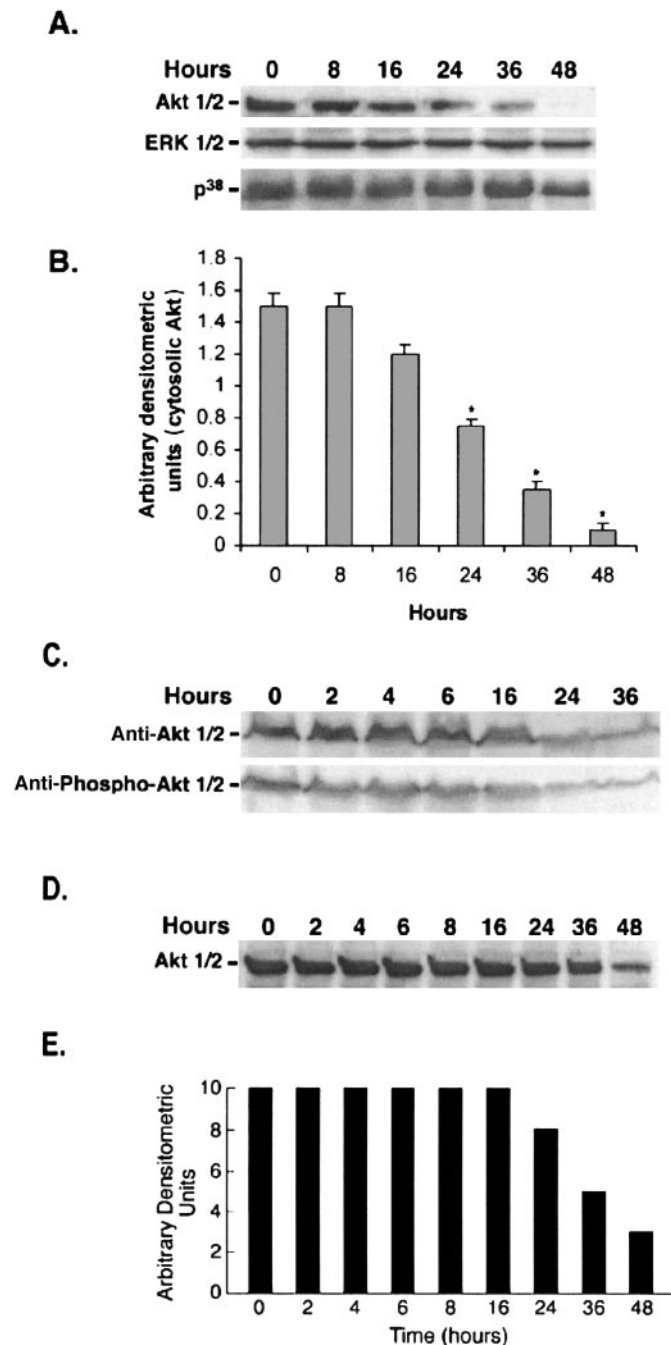 A.
Hours 0 8 16 24 36 48
Akt 1/2
ERK 1/2
p38
B.
Arbitrary densitometric
units (cytosolic Akt)
1.8
1.6
1.4
1.2
1
0.8
0.6
0.4
0.2
0
* * *
0 8 16 24 36 48
Hours
C.
Hours 0 2 4 6 16 24 36
Anti-Akt 1/2
Anti-Phospho-Akt 1/2
D.
Hours 0 2 4 6 8 16 24 36 48
Akt 1/2
E.
Arbitrary Densitometric
Units
10
8
6
4
2
0
0 2 4 6 8 16 24 36 48
Time (hours)